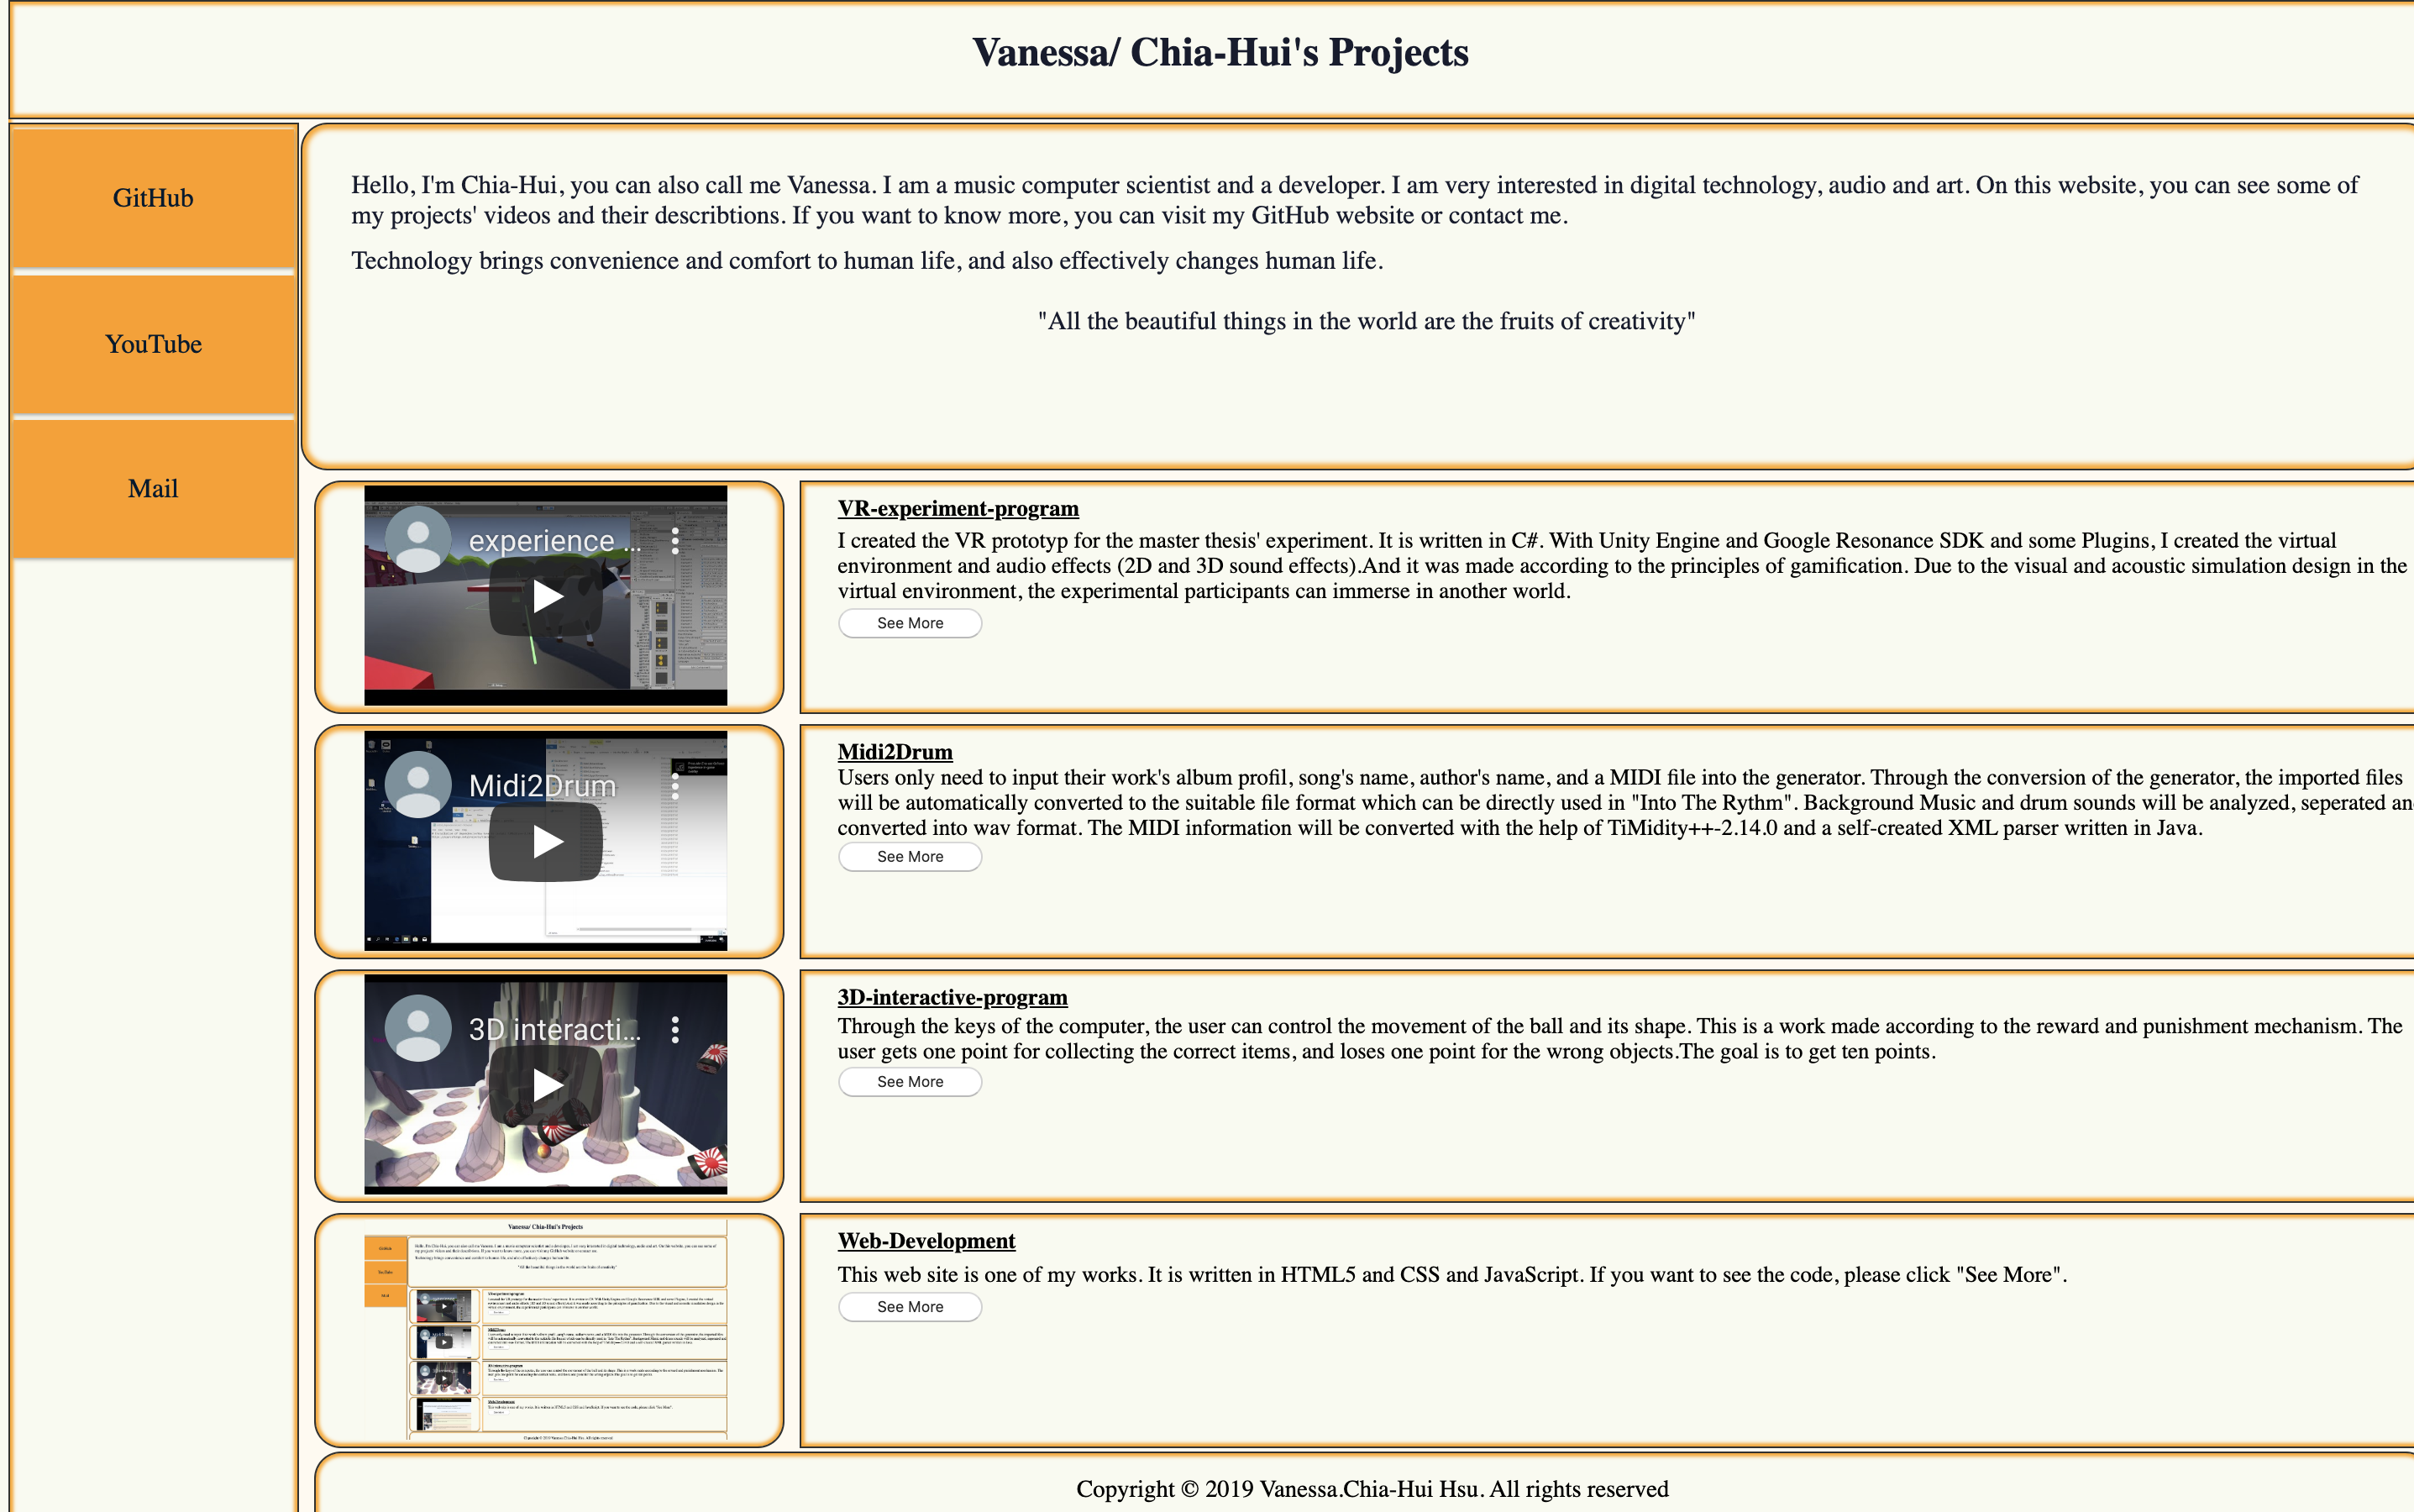 Vanessa/ Chia-Hui's Projects
GitHub
YouTube
Mail
Hello, I'm Chia-Hui, you can also call me Vanessa. I am a music computer scientist and a developer. I am very interested in digital technology, audio and art. On this website, you can see some of
my projects' videos and their describtions. If you want to know more, you can visit my GitHub website or contact me.
Technology brings convenience and comfort to human life, and also effectively changes human life.
"All the beautiful things in the world are the fruits of creativity"
experience ...
VR-experiment-program
I created the VR prototyp for the master thesis' experiment. It is written in C#. With Unity Engine and Google Resonance SDK and some Plugins, I created the virtual
environment and audio effects (2D and 3D sound effects).And it was made according to the principles of gamification. Due to the visual and acoustic simulation design in the
virtual environment, the experimental participants can immerse in another world.
See More
Midi2Drum
Midi2Drum
Users only need to input their work's album profil, song's name, author's name, and a MIDI file into the generator. Through the conversion of the generator, the imported files
will be automatically converted to the suitable file format which can be directly used in "Into The Rythm". Background Music and drum sounds will be analyzed, seperated an
converted into wav format. The MIDI information will be converted with the help of TiMidity++-2.14.0 and a self-created XML parser written in Java.
See More
3D interacti...
3D-interactive-program
Through the keys of the computer, the user can control the movement of the ball and its shape. This is a work made according to the reward and punishment mechanism. The
user gets one point for collecting the correct items, and loses one point for the wrong objects.The goal is to get ten points.
See More
Vanessa/ Chia-Hui's Projects
Web-Development
This web site is one of my works. It is written in HTML5 and CSS and JavaScript. If you want to see the code, please click "See More".
See More
Copyright © 2019 Vanessa.Chia-Hui Hsu. All rights reserved